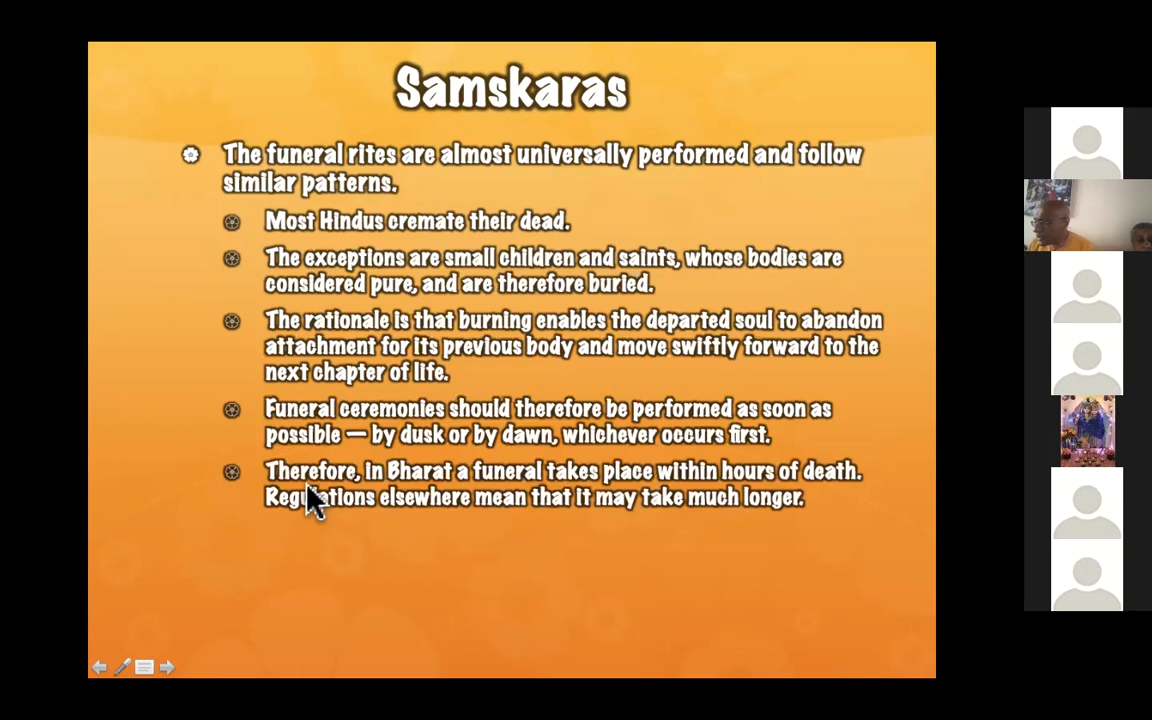 Samskaras
The funeral rites are almost universally performed and follow
similar patterns.
Most Hindus cremate their dead.
The exceptions are small children and saints, whose bodies are
considered pure, and are therefore buried.
The rationale is that burning enables the departed soul to abandon
attachment for its previous body and move swiftly forward to the
next chapter of life.
Funeral ceremonies should therefore be performed as soon as
possible — by dusk or by dawn, whichever occurs first.
Therefore, in Bharat a funeral takes place within hours of death.
Regulations elsewhere mean that it may take much longer.